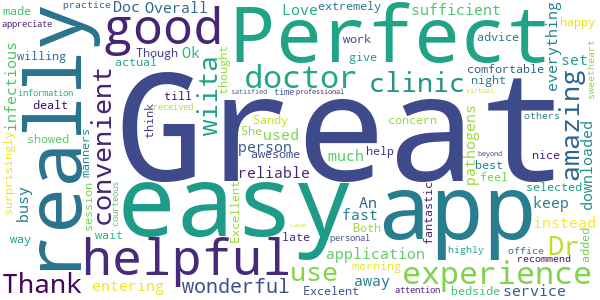 practice
Doc
Overall
Love
extremely
made
appreciate
good
Perfect
sufficient
happy
willing
Though
Ok
work
advice
everything
really
actual
doctor
give
comfortable
set
infectious
convenient
wiita
thought
clinic
night
sweetheart
information
satisfied
time
professional
virtual
dealt
till
received
Great
amazing
downloaded
surprisingly
showed
think
She
used
Sandy
concern
pathogens
others
manners
person
awesome
much
help
best
nice
reliable
feel
busy
easy
app
selected
session
courteous
Excellent
An
fast
Both
fantastic
keep
instead
way
wait
late
personal
highly
office
Dr
added
helpful
application
recommend
Thank
entering
wonderful
use
morning
away
experience
Excelent
attention
beyond
bedside
service